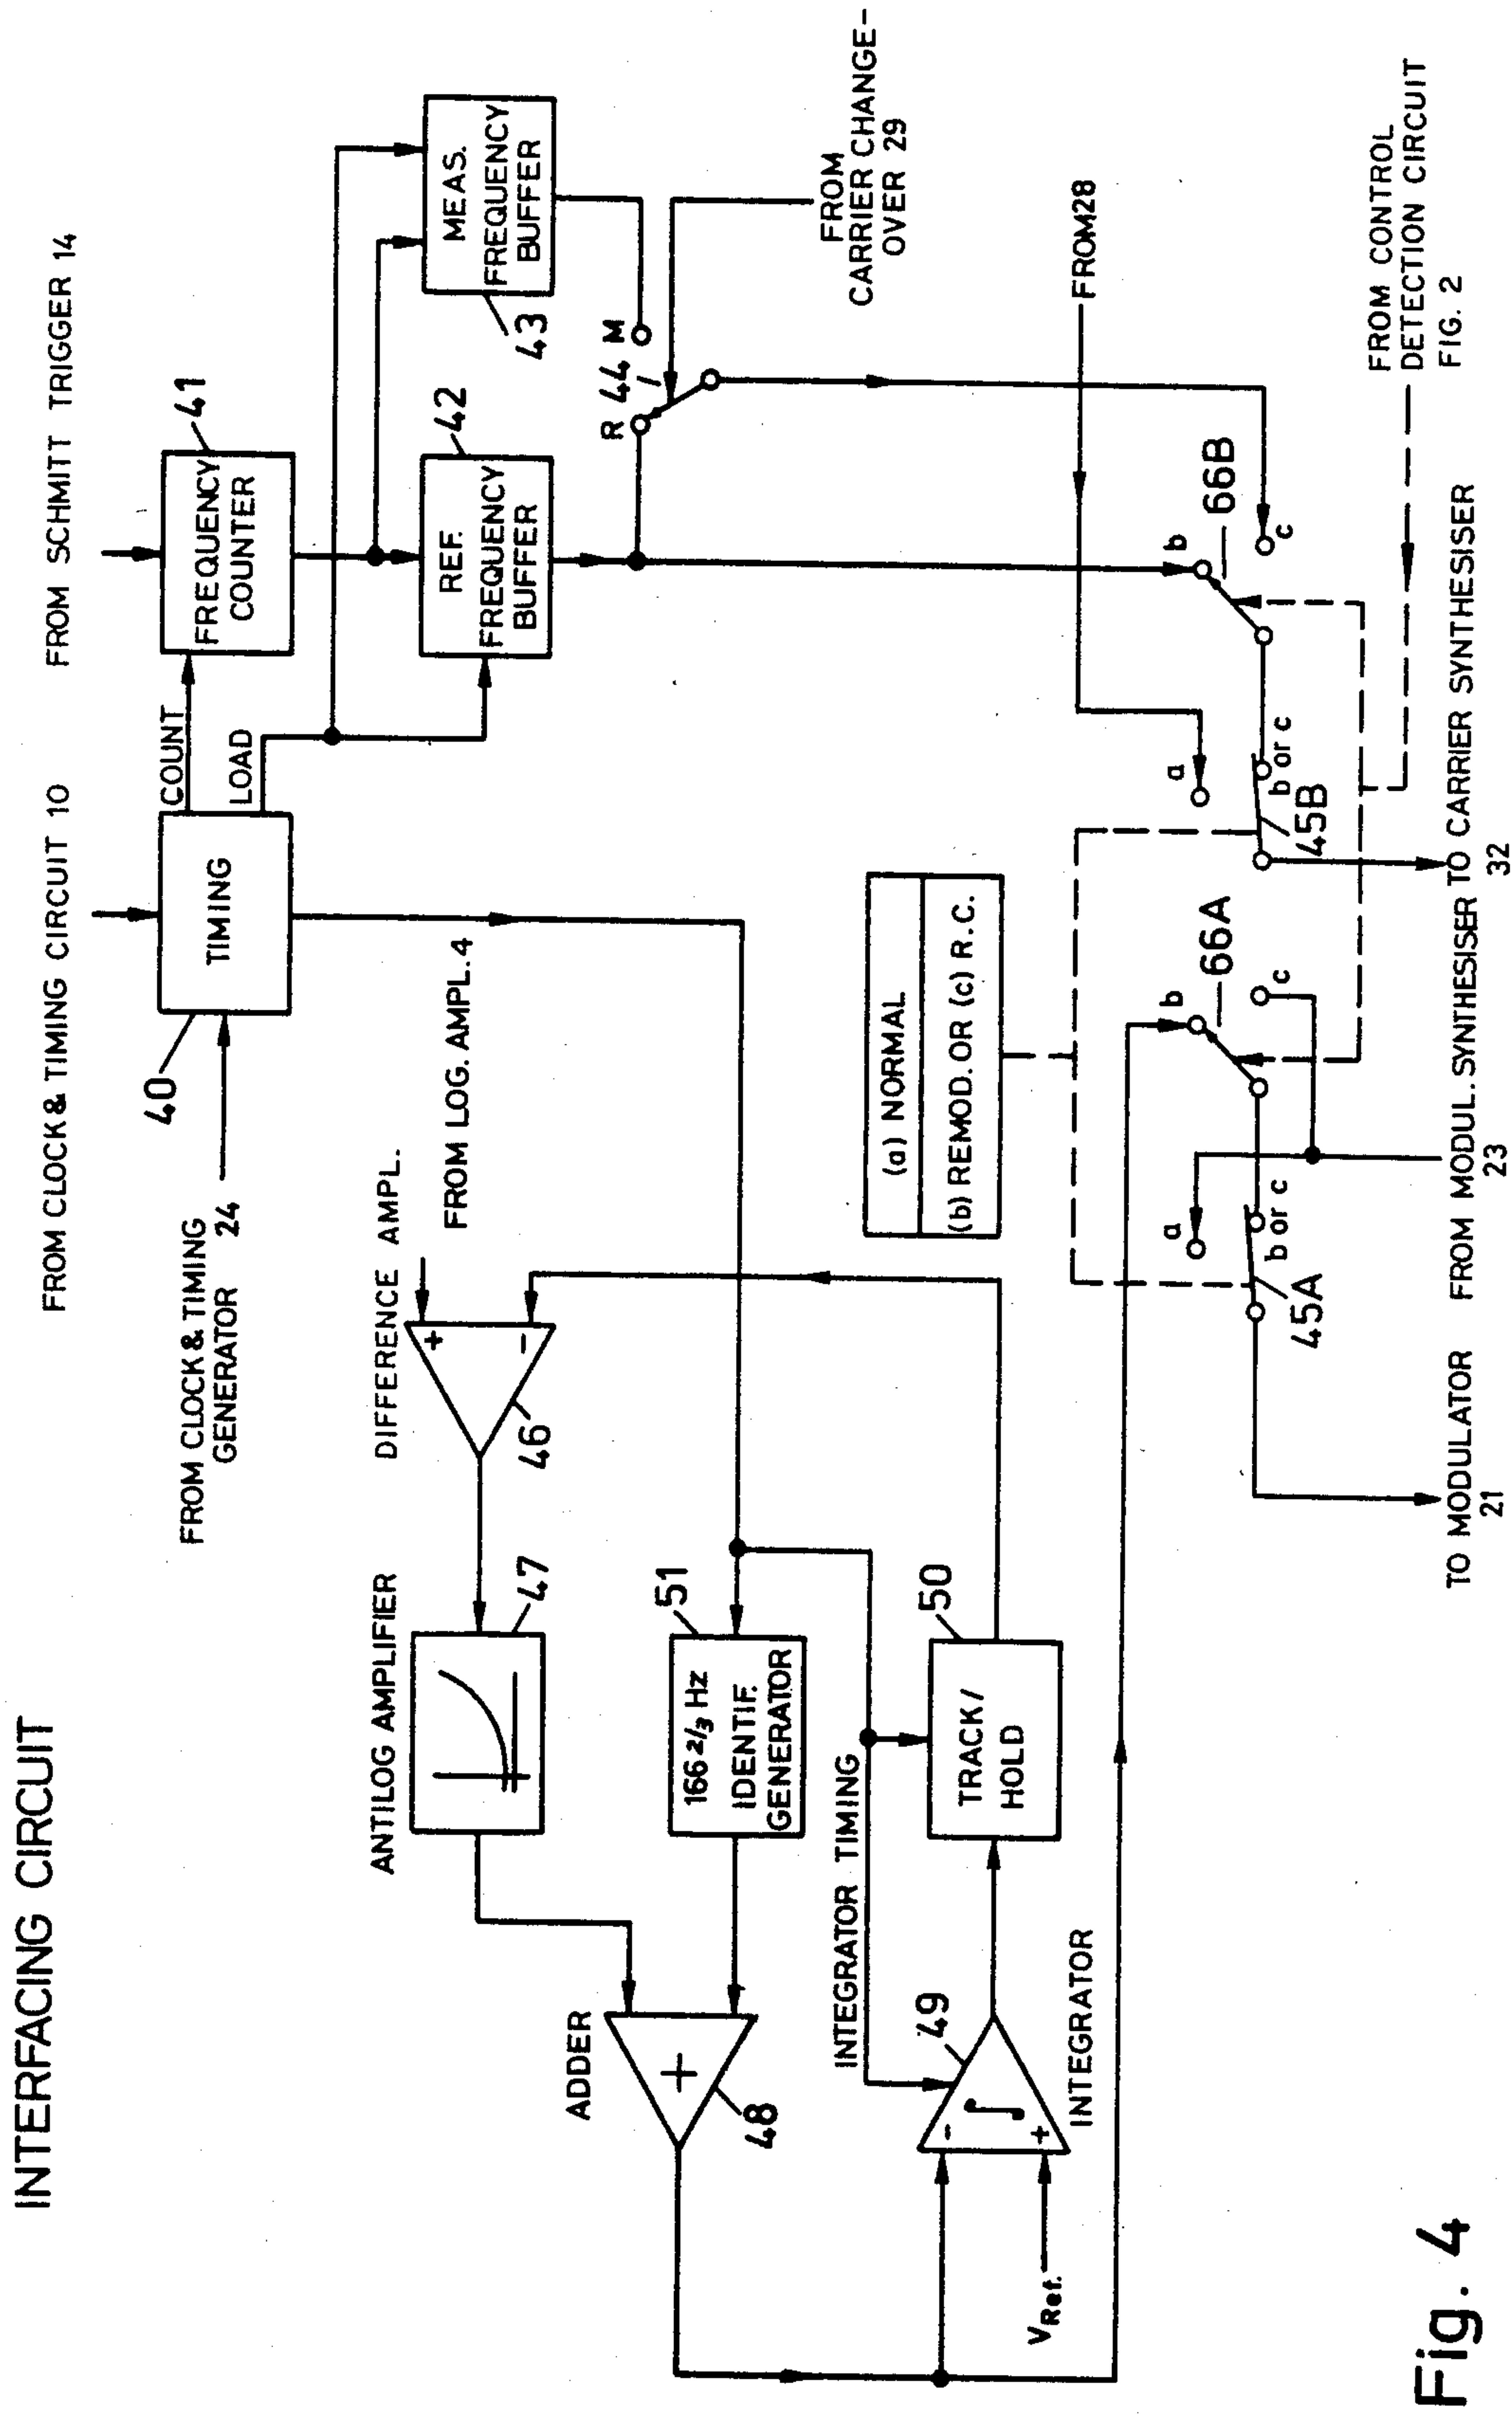 INTERFACING CIRCUIT
FROM CLOCK & TIMING CIRCUIT 10
FROM SCHMITT TRIGGER 14
FROM CLOCK & TIMING
GENERATOR 24
40
TIMING
COUNT
LOAD
41
FREQUENCY
COUNTER
42
REF.
FREQUENCY
BUFFER
43
MEAS.
FREQUENCY
BUFFER
R 44 M
FROM
CARRIER CHANGE-
OVER 29
DIFFERENCE AMPL.
FROM LOG. AMPL. 4
+
-
46
ANTILOG AMPLIFIER
47
51
166 2/3 Hz
IDENTIF.
GENERATOR
ADDER
+
48
INTEGRATOR TIMING
50
TRACK/
HOLD
49
-
∫
+
INTEGRATOR
VRef.
(a) NORMAL
(b) REMOD. OR (c) R.C.
FROM 28
a
b
c
66A
b or c
45A
a
b
c
66B
b or c
45B
FROM CONTROL
DETECTION CIRCUIT
FIG. 2
TO MODULATOR
21
FROM MODUL. SYNTHESISER
23
TO CARRIER SYNTHESISER
32
Fig. 4